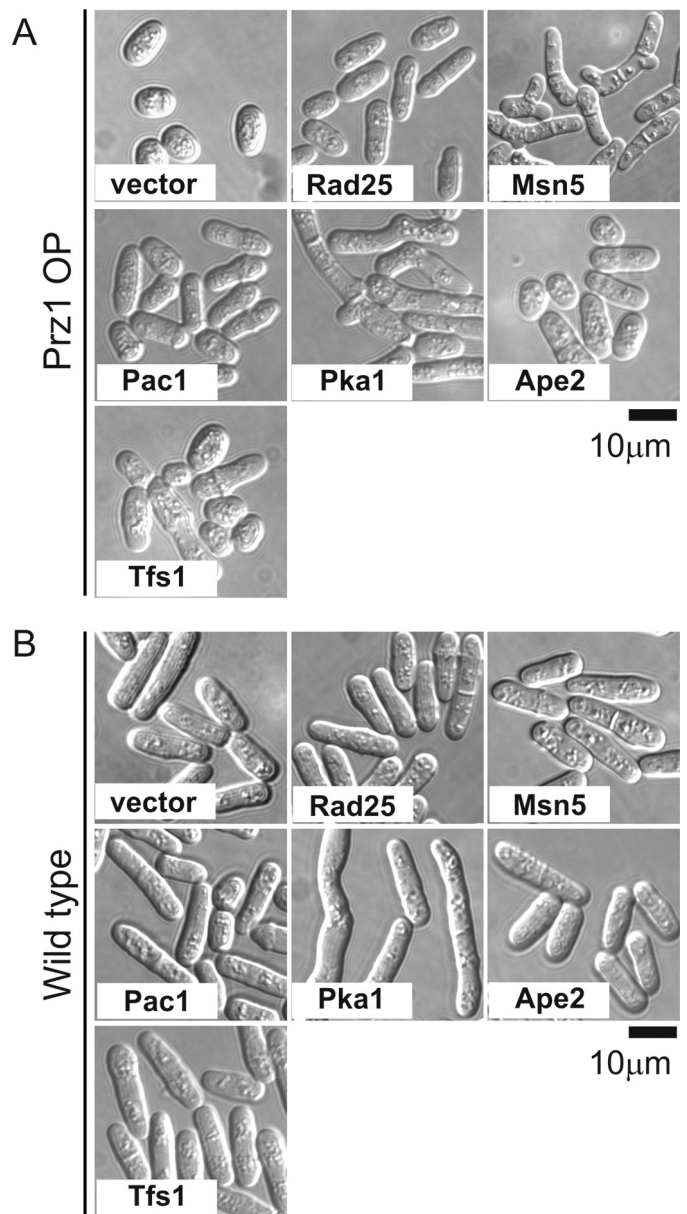 A
Prz1 OP
vector
Rad25
Msn5
Pac1
Pka1
Ape2
10μm
Tfs1
B
Wild type
vector
Rad25
Msn5
Pac1
Pka1
Ape2
10μm
Tfs1